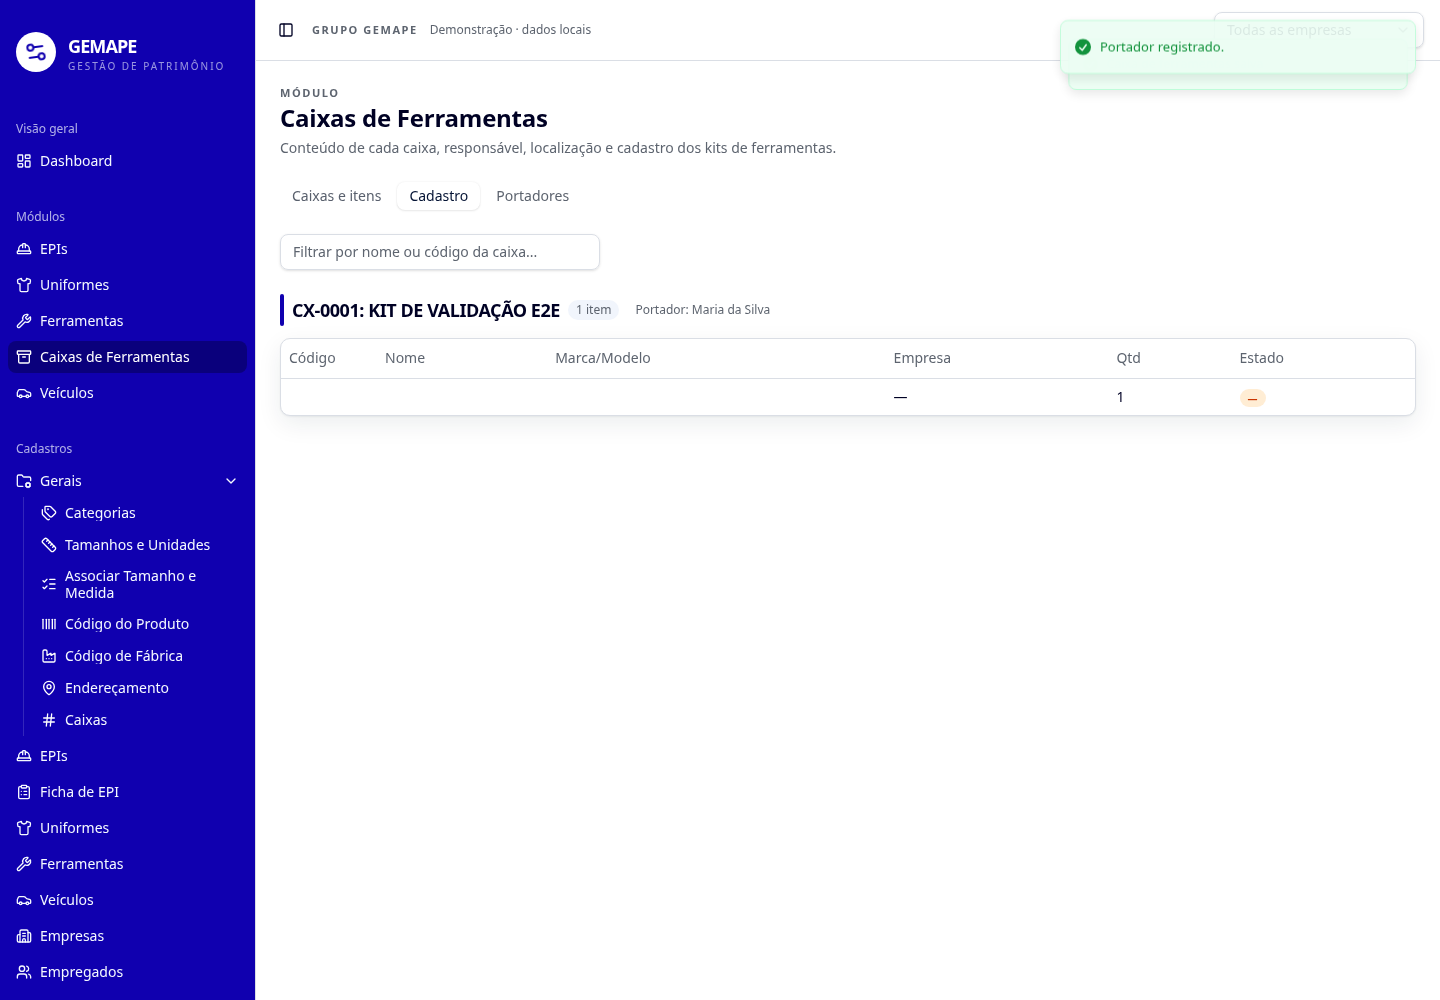 GEMAPE
GESTÃO DE PATRIMÔNIO
Visão geral
Dashboard
Módulos
EPIs
Uniformes
Ferramentas
Caixas de Ferramentas
Veículos
Cadastros
Gerais
Categorias
Tamanhos e Unidades
Associar Tamanho e
Medida
Código do Produto
Código de Fábrica
Endereçamento
Caixas
EPIs
Ficha de EPI
Uniformes
Ferramentas
Veículos
Empresas
Empregados
GRUPO GEMAPE Demonstração · dados locais
Todas as empresas
Portador registrado.
MÓDULO
Caixas de Ferramentas
Conteúdo de cada caixa, responsável, localização e cadastro dos kits de ferramentas.
Caixas e itens Cadastro Portadores
Filtrar por nome ou código da caixa...
CX-0001: KIT DE VALIDAÇÃO E2E 1 item Portador: Maria da Silva
Código Nome Marca/Modelo Empresa Qtd Estado
— 1 —